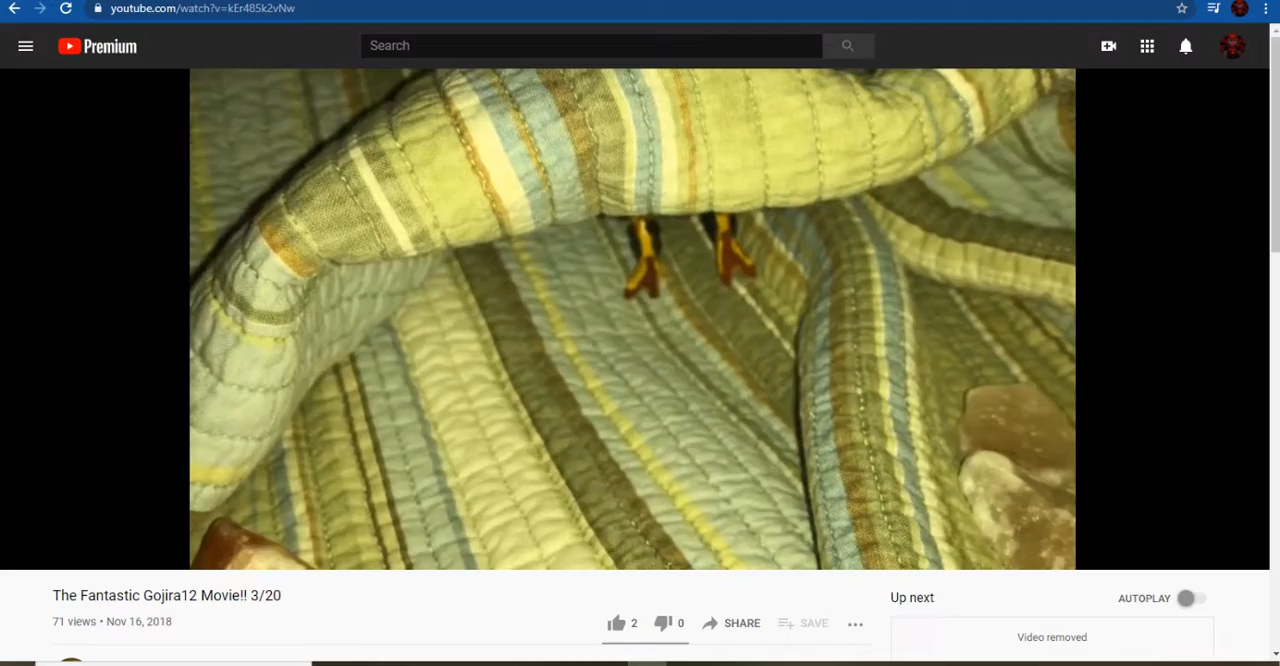 youtube.com/watch?v=kEr485k2vNw
Premium
Search
The Fantastic Gojira12 Movie!! 3/20
71 views • Nov 16, 2018
2
0
SHARE
SAVE
Up next
AUTOPLAY
Video removed